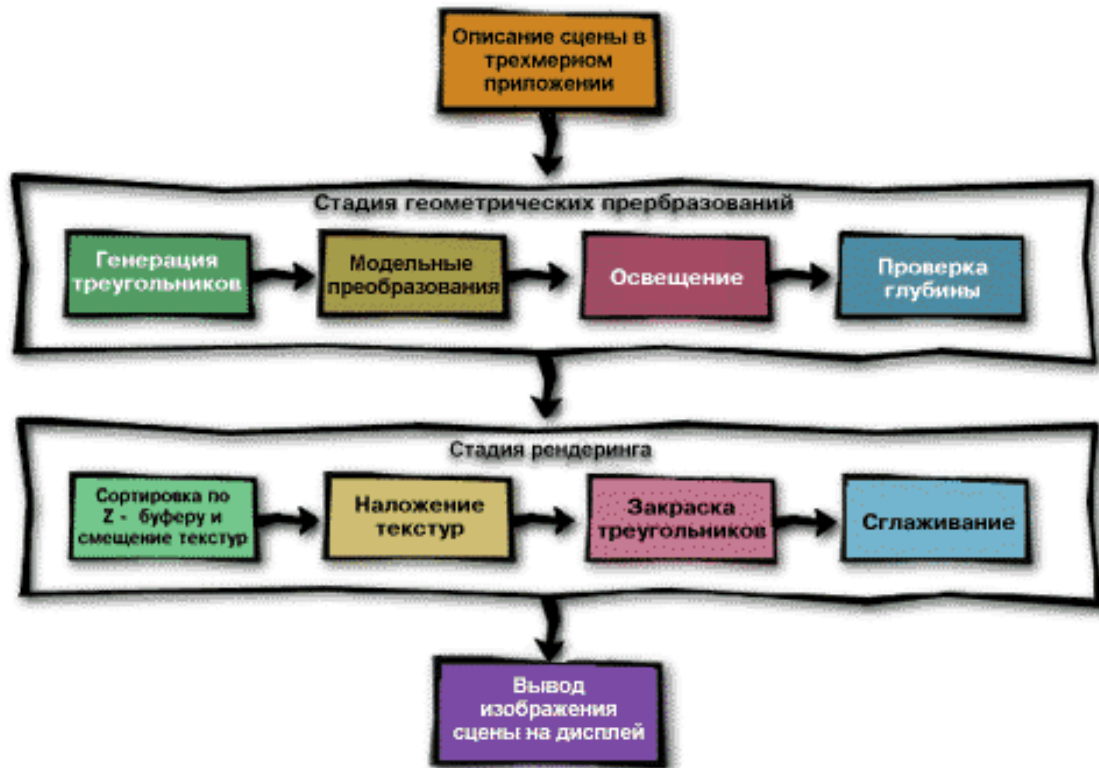 Описание сцены в
трехмерном
приложении
Стадия геометрических прербразований
Генерация
треугольников
Модельные
преобразования
Освещение
Проверка
глубины
Стадия рендеринга
Сортировка по
Z - буферу и
смещение текстур
Наложение
текстур
Закраска
треугольников
Сглаживание
Вывод
изображения
сцены на дисплей